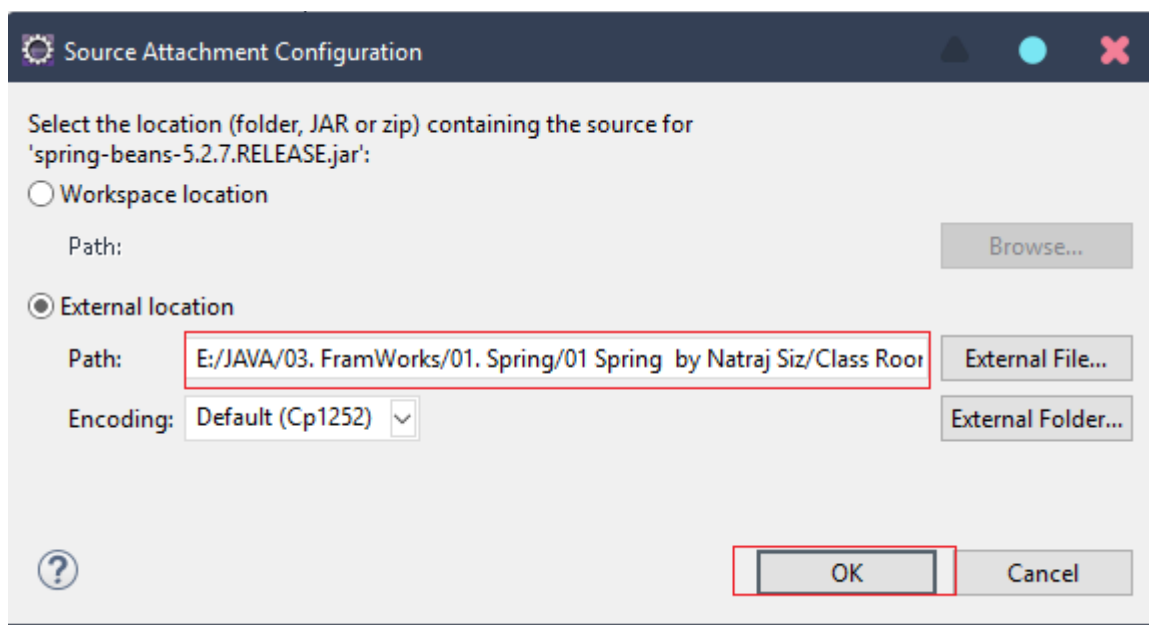 Source Attachment Configuration
Select the location (folder, JAR or zip) containing the source for
'spring-beans-5.2.7.RELEASE.jar':
Workspace location
Path:
Browse...
External location
Path:
E:/JAVA/03. FramWorks/01. Spring/01 Spring  by Natraj Siz/Class Roor
External File...
Encoding:
Default (Cp1252)
External Folder...
?
OK
Cancel